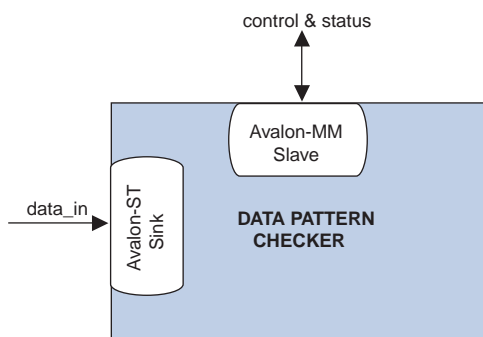 control & status
Avalon-MM
Slave
data_in
Avalon-ST
Sink
DATA PATTERN
CHECKER